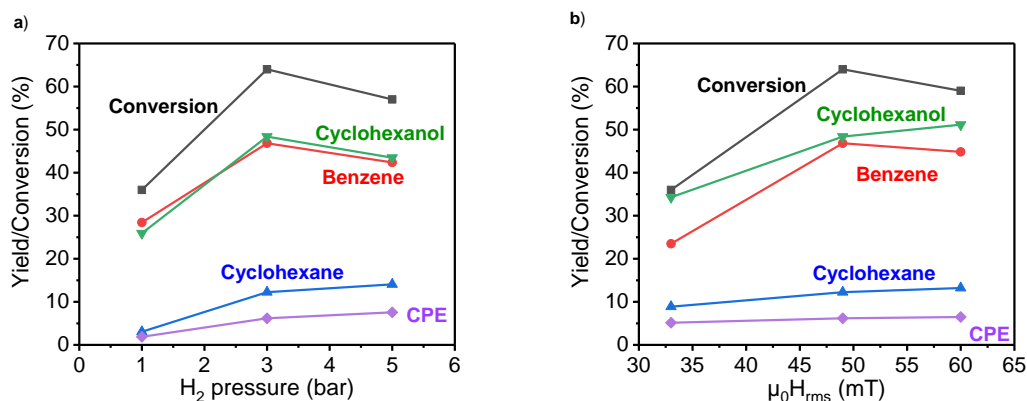 a)
Yield/Conversion (%)
70
60
50
40
30
20
10
0
Conversion
Cyclohexanol
Benzene
Cyclohexane
CPE
0 1 2 3 4 5 6
H2 pressure (bar)
b)
Yield/Conversion (%)
70
60
50
40
30
20
10
0
Conversion
Cyclohexanol
Benzene
Cyclohexane
CPE
30 35 40 45 50 55 60 65
μ0Hrms (mT)